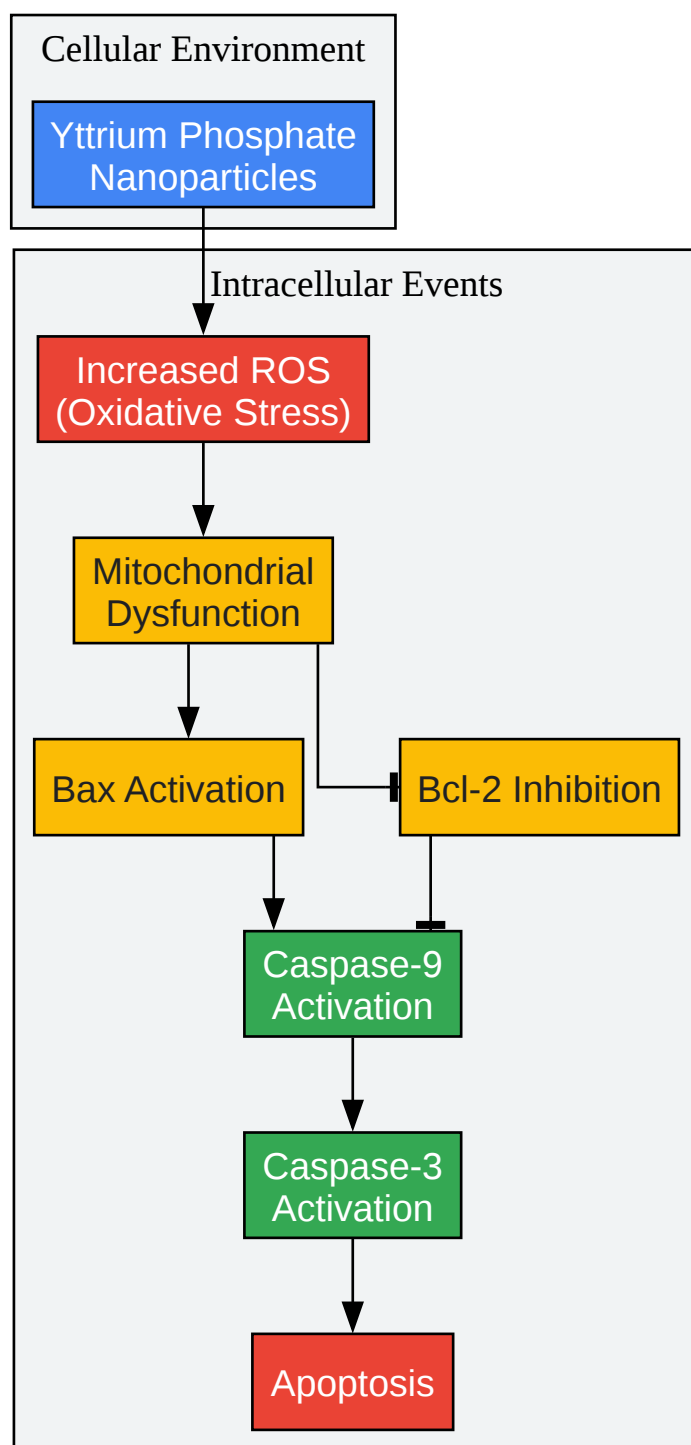 Cellular Environment
Yttrium Phosphate
Nanoparticles
Intracellular Events
Increased ROS
(Oxidative Stress)
Mitochondrial
Dysfunction
Bax Activation
Bcl-2 Inhibition
Caspase-9
Activation
Caspase-3
Activation
Apoptosis